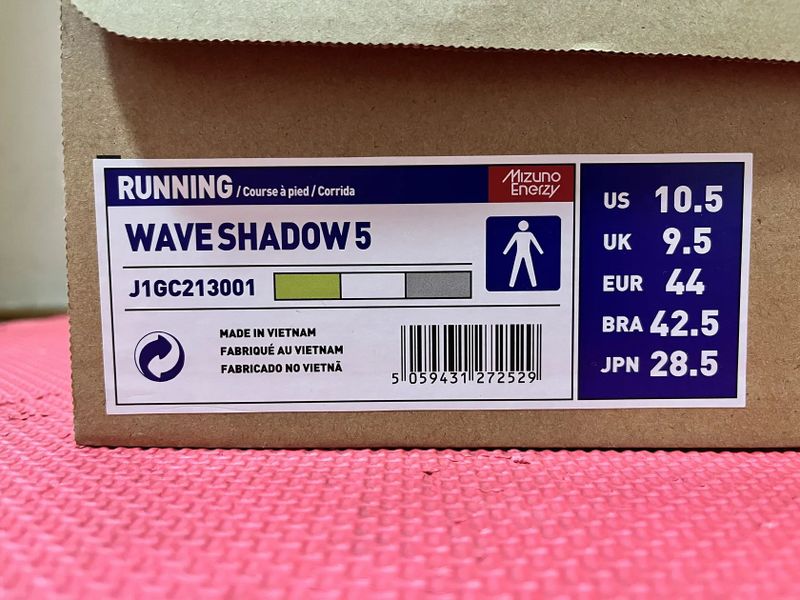 RUNNING / Course à pied / Corrida
Mizuno
Enerzy
WAVE SHADOW 5
J1GC213001
MADE IN VIETNAM
FABRIQUÉ AU VIETNAM
FABRICADO NO VIETNÃ
5 059431 272529
US 10.5
UK 9.5
EUR 44
BRA 42.5
JPN 28.5